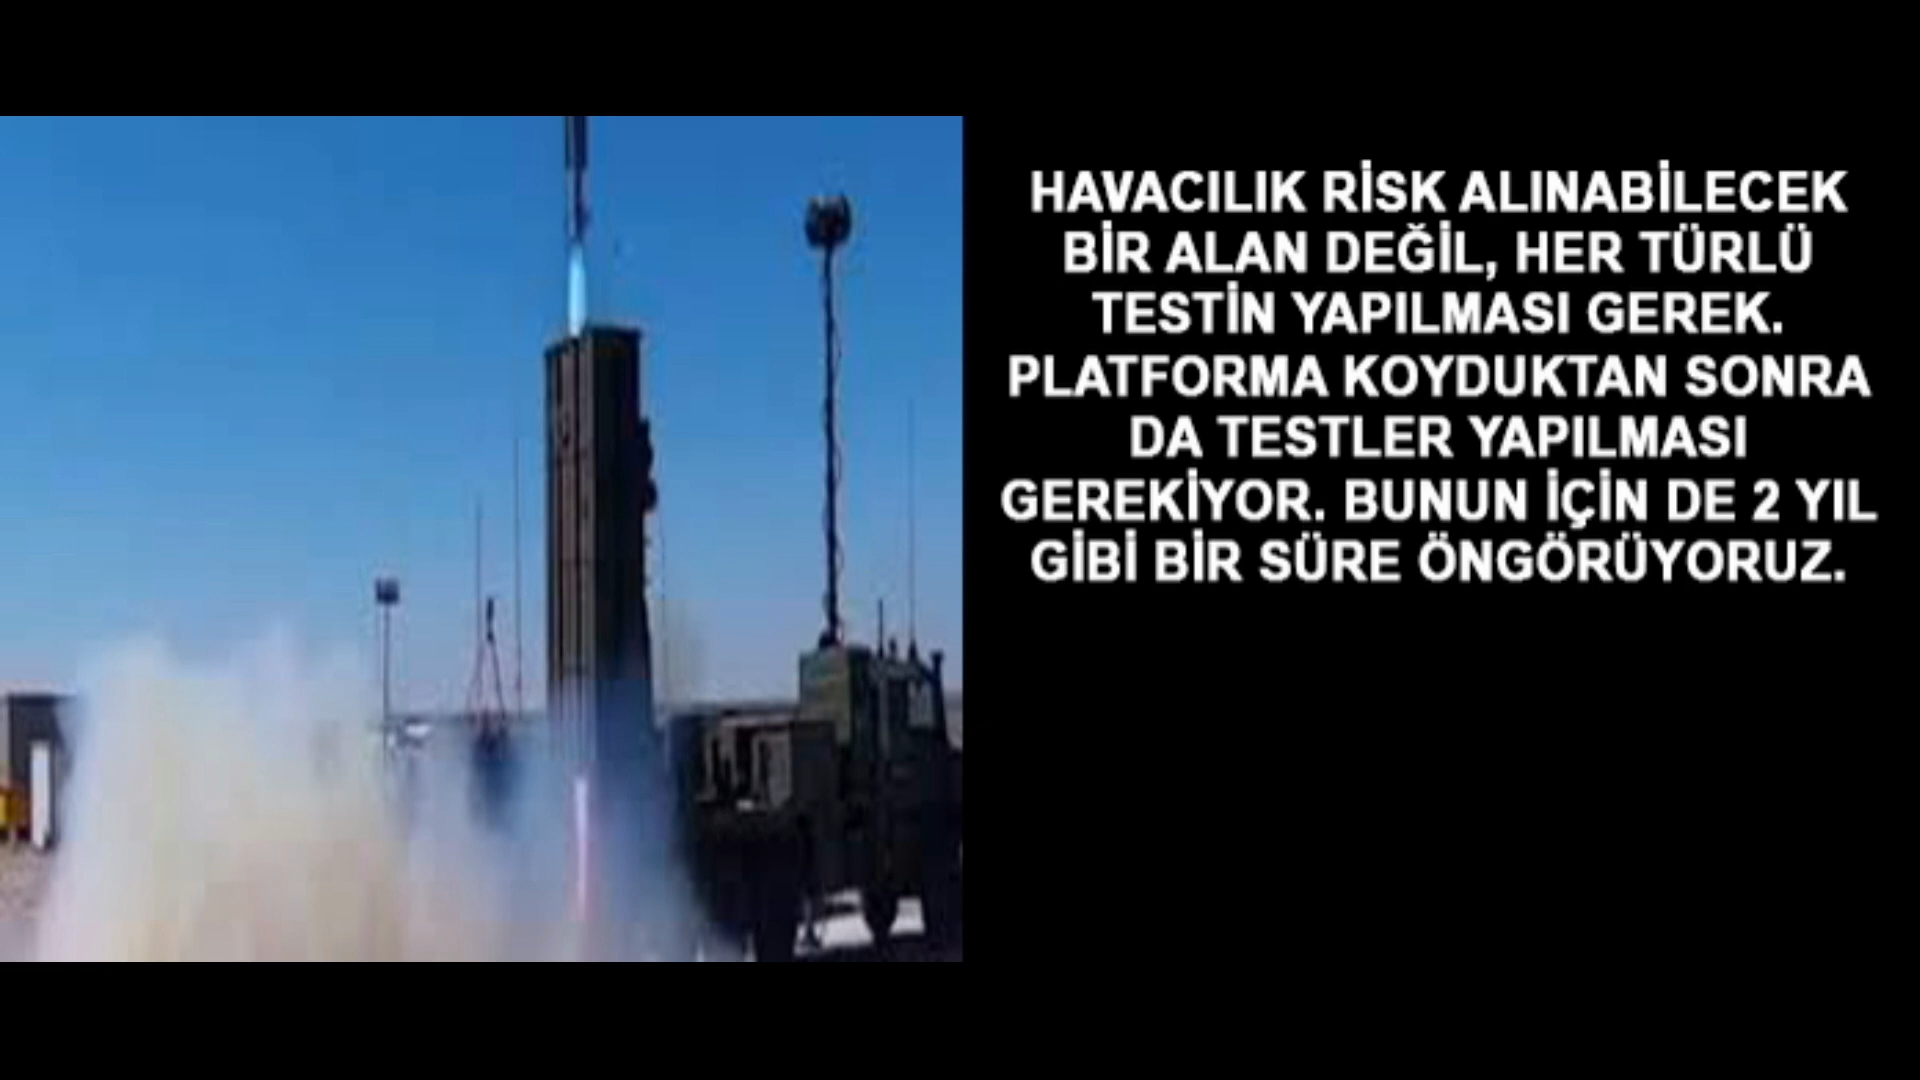 HAVACILIK RİSK ALINABİLECEK
BİR ALAN DEĞİL, HER TÜRLÜ
TESTİN YAPILMASI GEREK.
PLATFORMA KOYDUKTAN SONRA
DA TESTLER YAPILMASI
GEREKİYOR. BUNUN İÇİN DE 2 YIL
GİBİ BİR SÜRE ÖNGÖRÜYORUZ.